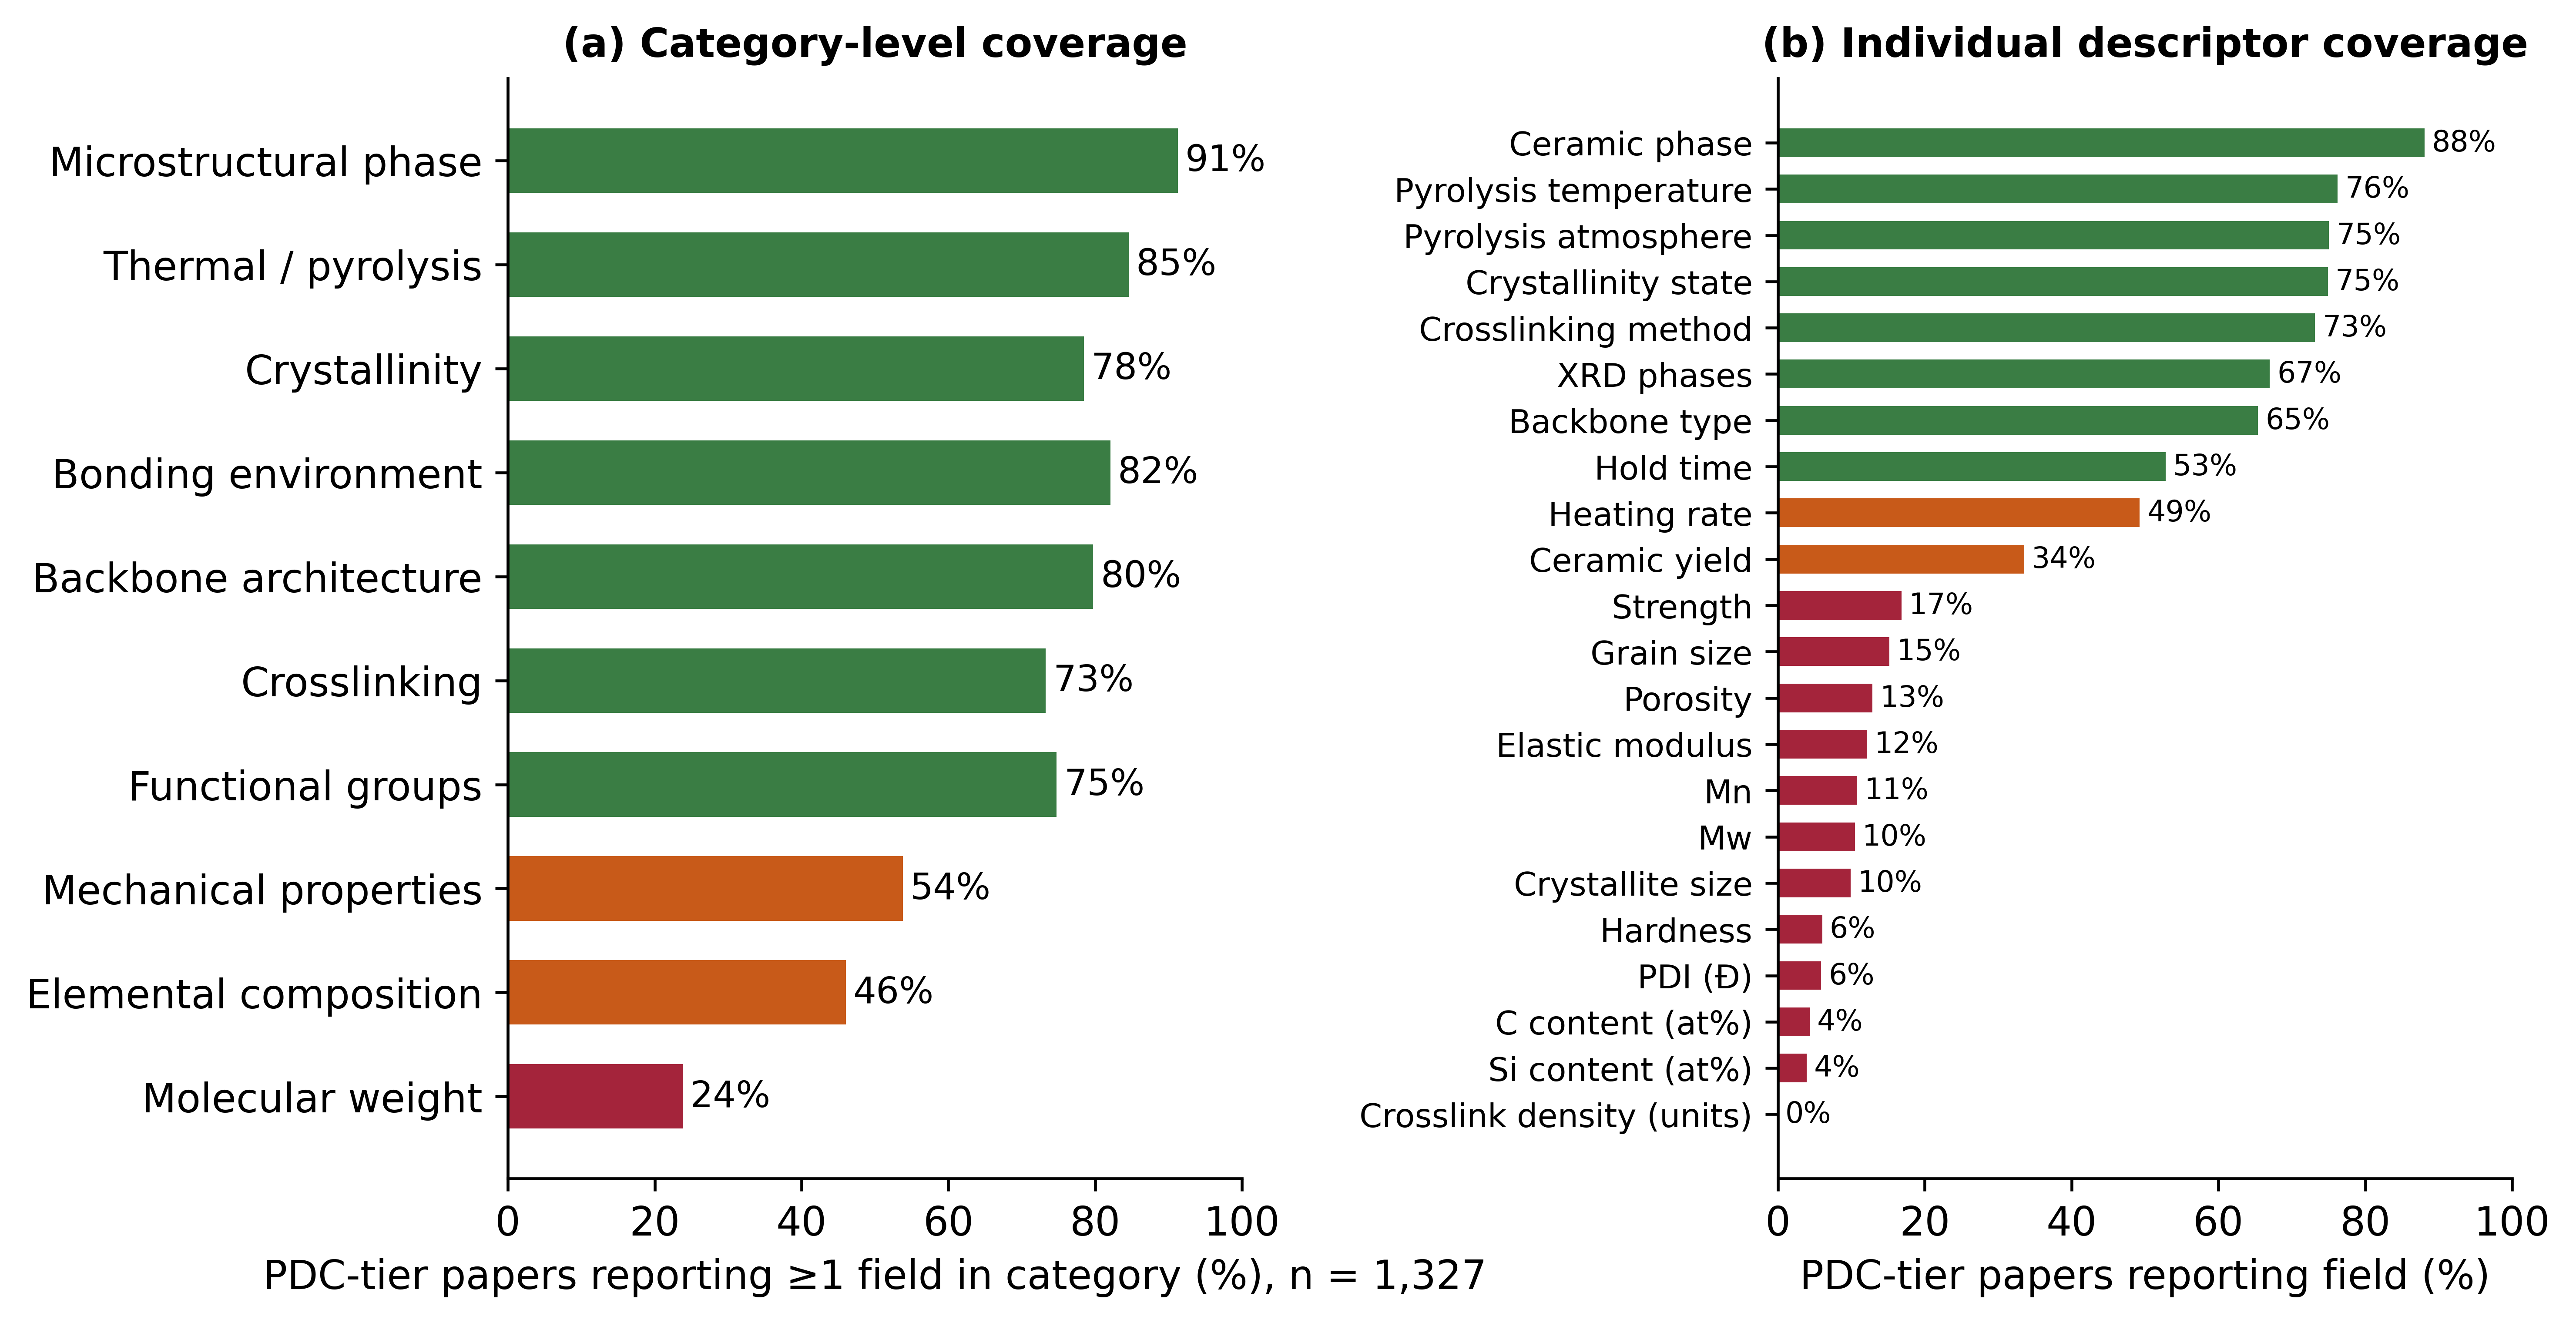 (a) Category-level coverage
Microstructural phase 91%
Thermal / pyrolysis 85%
Crystallinity 78%
Bonding environment 82%
Backbone architecture 80%
Crosslinking 73%
Functional groups 75%
Mechanical properties 54%
Elemental composition 46%
Molecular weight 24%
0 20 40 60 80 100
PDC-tier papers reporting ≥1 field in category (%), n = 1,327
(b) Individual descriptor coverage
Ceramic phase 88%
Pyrolysis temperature 76%
Pyrolysis atmosphere 75%
Crystallinity state 75%
Crosslinking method 73%
XRD phases 67%
Backbone type 65%
Hold time 53%
Heating rate 49%
Ceramic yield 34%
Strength 17%
Grain size 15%
Porosity 13%
Elastic modulus 12%
Mn 11%
Mw 10%
Crystallite size 10%
Hardness 6%
PDI (Đ) 6%
C content (at%) 4%
Si content (at%) 4%
Crosslink density (units) 0%
0 20 40 60 80 100
PDC-tier papers reporting field (%)